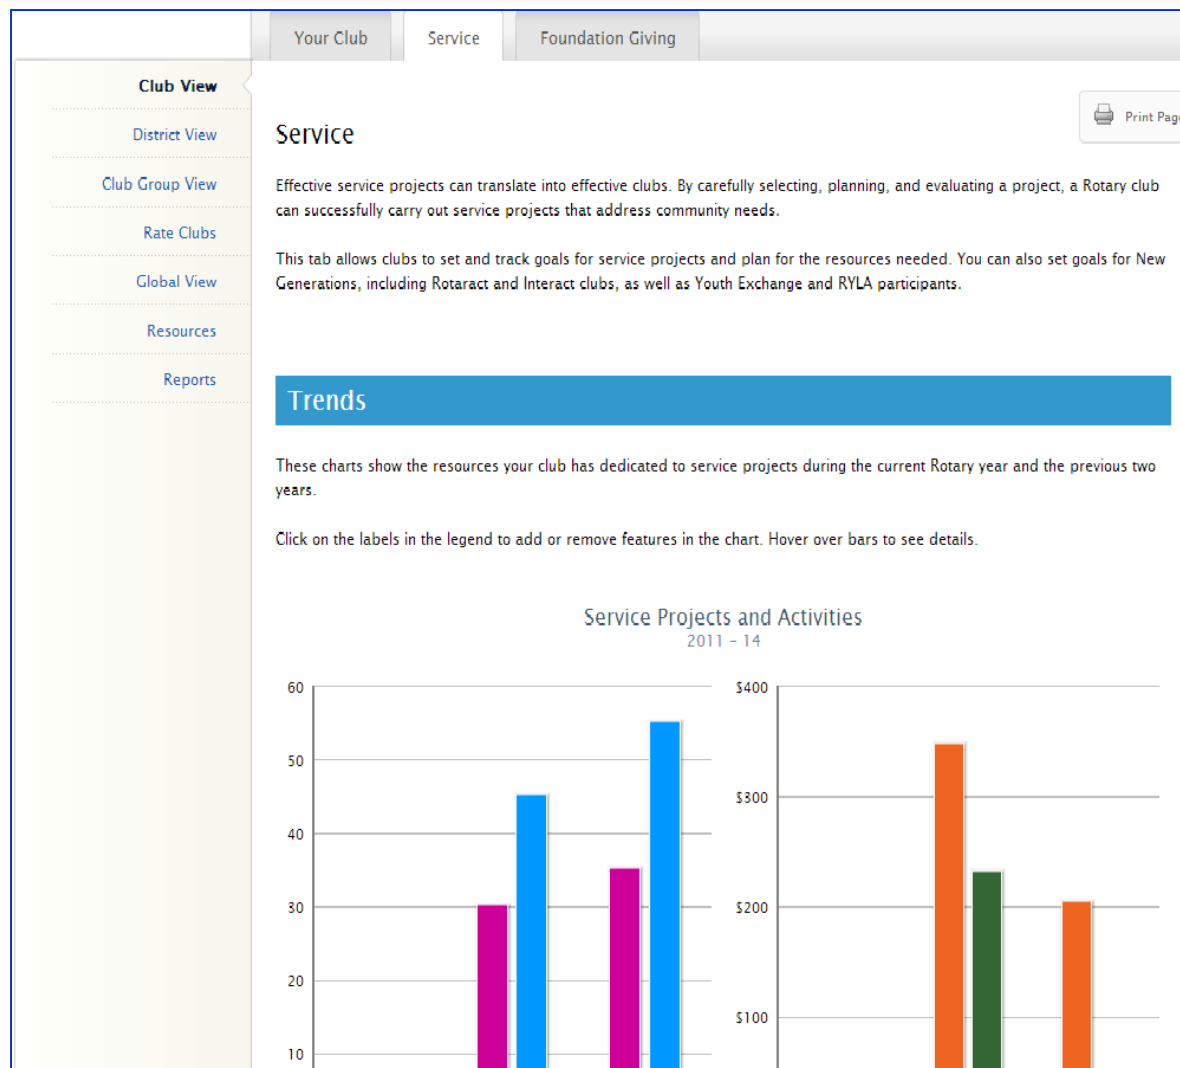 Your Club
Service
Foundation Giving
Club View
District View
Club Group View
Rate Clubs
Global View
Resources
Reports
Print Page
Service
Effective service projects can translate into effective clubs. By carefully selecting, planning, and evaluating a project, a Rotary club
can successfully carry out service projects that address community needs.
This tab allows clubs to set and track goals for service projects and plan for the resources needed. You can also set goals for New
Generations, including Rotaract and Interact clubs, as well as Youth Exchange and RYLA participants.
Trends
These charts show the resources your club has dedicated to service projects during the current Rotary year and the previous two
years.
Click on the labels in the legend to add or remove features in the chart. Hover over bars to see details.
Service Projects and Activities
2011 – 14
60
50
40
30
20
10
$400
$300
$200
$100